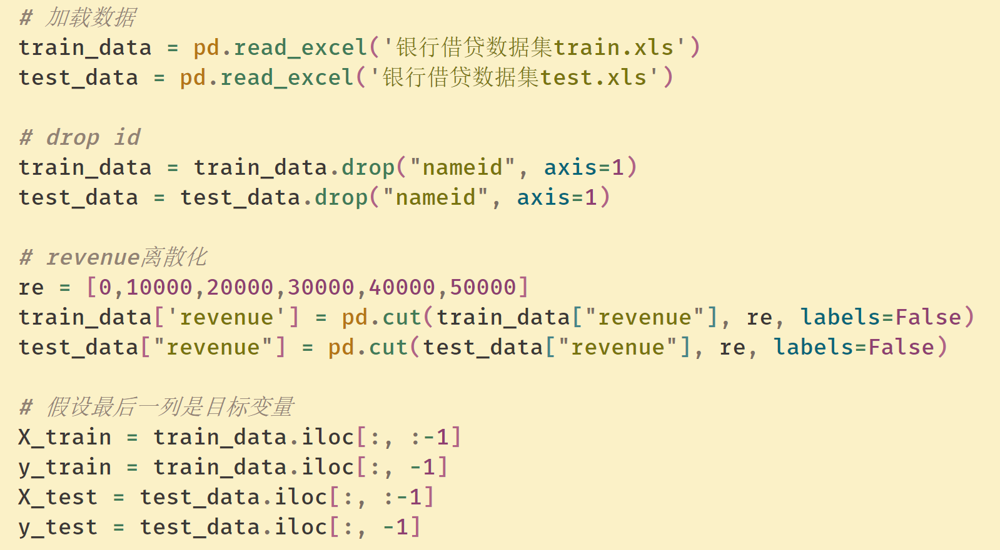 # 加载数据
train_data = pd.read_excel('银行借贷数据集train.xls')
test_data = pd.read_excel('银行借贷数据集test.xls')
# drop id
train_data = train_data.drop("nameid", axis=1)
test_data = test_data.drop("nameid", axis=1)
# revenue离散化
re = [0,10000,20000,30000,40000,50000]
train_data['revenue'] = pd.cut(train_data["revenue"], re, labels=False)
test_data["revenue"] = pd.cut(test_data["revenue"], re, labels=False)
# 假设最后一列是目标变量
X_train = train_data.iloc[:, :-1]
y_train = train_data.iloc[:, -1]
X_test = test_data.iloc[:, :-1]
y_test = test_data.iloc[:, -1]